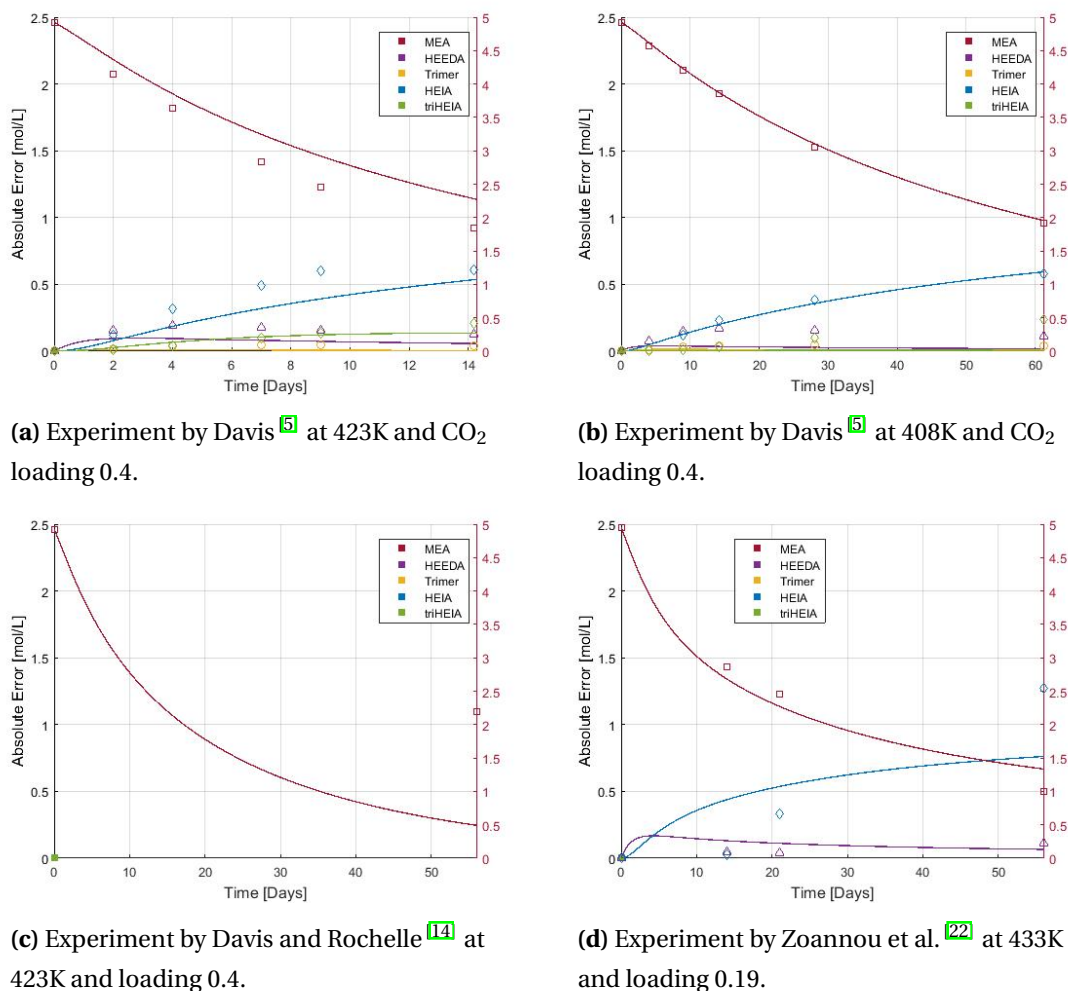 2.5
2
1.5
1
0.5
0
5
4.5
4
3.5
3
2.5
2
1.5
1
0.5
0
0 2 4 6 8 10 12 14
Absolute Error [mol/L]
Time [Days]
MEA
HEEDA
Trimer
HEIA
triHEIA
(a) Experiment by Davis [5] at 423K and CO2
loading 0.4.
2.5
2
1.5
1
0.5
0
5
4.5
4
3.5
3
2.5
2
1.5
1
0.5
0
0 10 20 30 40 50 60
Absolute Error [mol/L]
Time [Days]
MEA
HEEDA
Trimer
HEIA
triHEIA
(b) Experiment by Davis [5] at 408K and CO2
loading 0.4.
2.5
2
1.5
1
0.5
0
5
4.5
4
3.5
3
2.5
2
1.5
1
0.5
0
0 10 20 30 40 50
Absolute Error [mol/L]
Time [Days]
MEA
HEEDA
Trimer
HEIA
triHEIA
(c) Experiment by Davis and Rochelle [14] at
423K and loading 0.4.
2.5
2
1.5
1
0.5
0
5
4.5
4
3.5
3
2.5
2
1.5
1
0.5
0
0 10 20 30 40 50
Absolute Error [mol/L]
Time [Days]
MEA
HEEDA
Trimer
HEIA
triHEIA
(d) Experiment by Zoannou et al. [22] at 433K
and loading 0.19.